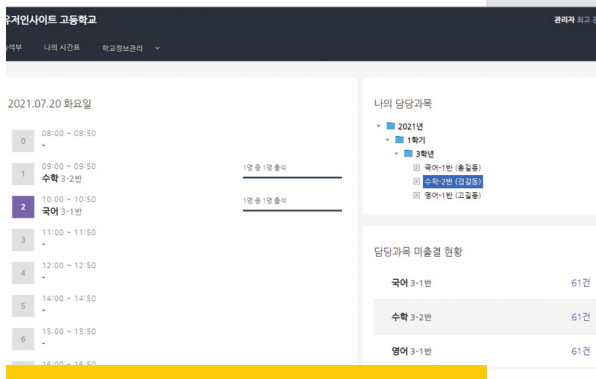 유저인사이트 고등학교
관리자 최고
나의 시간표 학교정보관리
2021.07.20 화요일
0 08:00 ~ 08:50
-
1 09:00 ~ 09:50 1명 중 1명 출석
수학 3-2반
2 10:00 ~ 10:50 1명 중 1명 출석
국어 3-1반
3 11:00 ~ 11:50
-
4 12:00 ~ 12:50
-
5 14:00 ~ 14:50
-
6 15:00 ~ 15:50
-
16:00 ~ 16:50
나의 담당과목
2021년
1학기
3학년
국어-1반 (홍길동)
수학-2반 (김길동)
영어-1반 (고길동)
담당과목 미출결 현황
국어 3-1반 61건
수학 3-2반 61건
영어 3-1반 61건